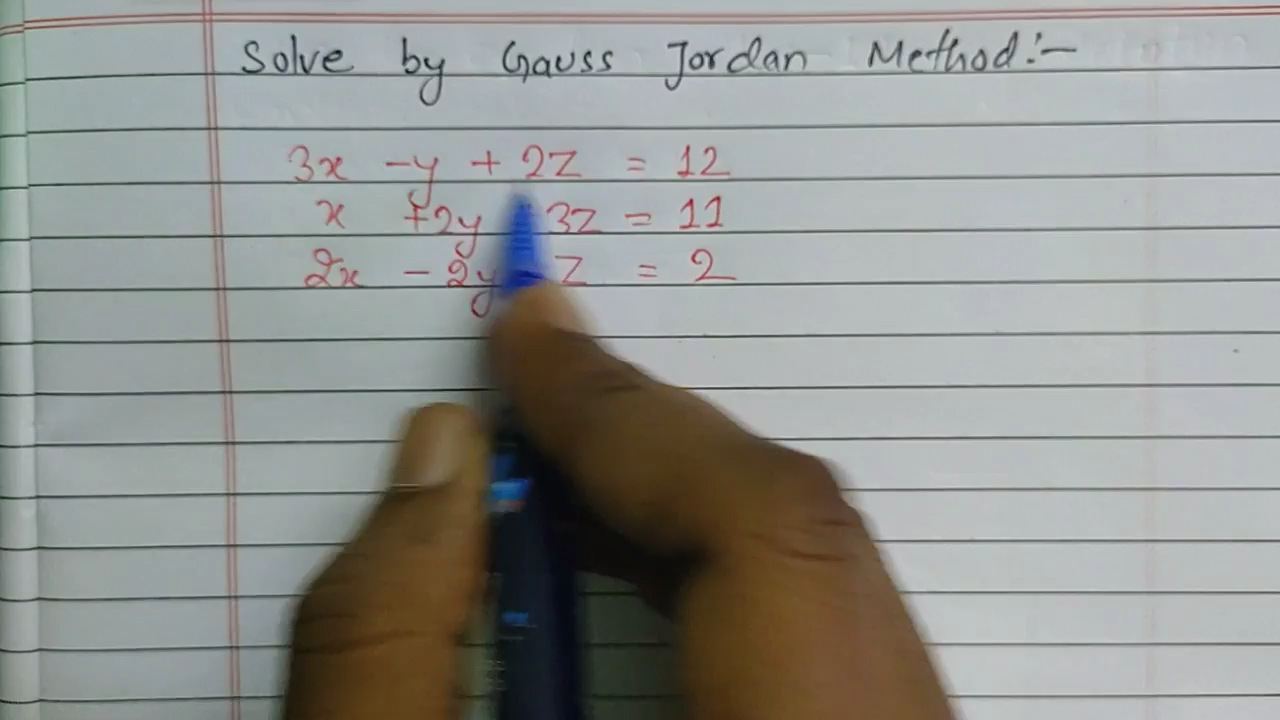 Solve by Gauss Jordan Method:-
3x -y + 2z = 12
x +2y 3z = 11
2x - 2y z = 2